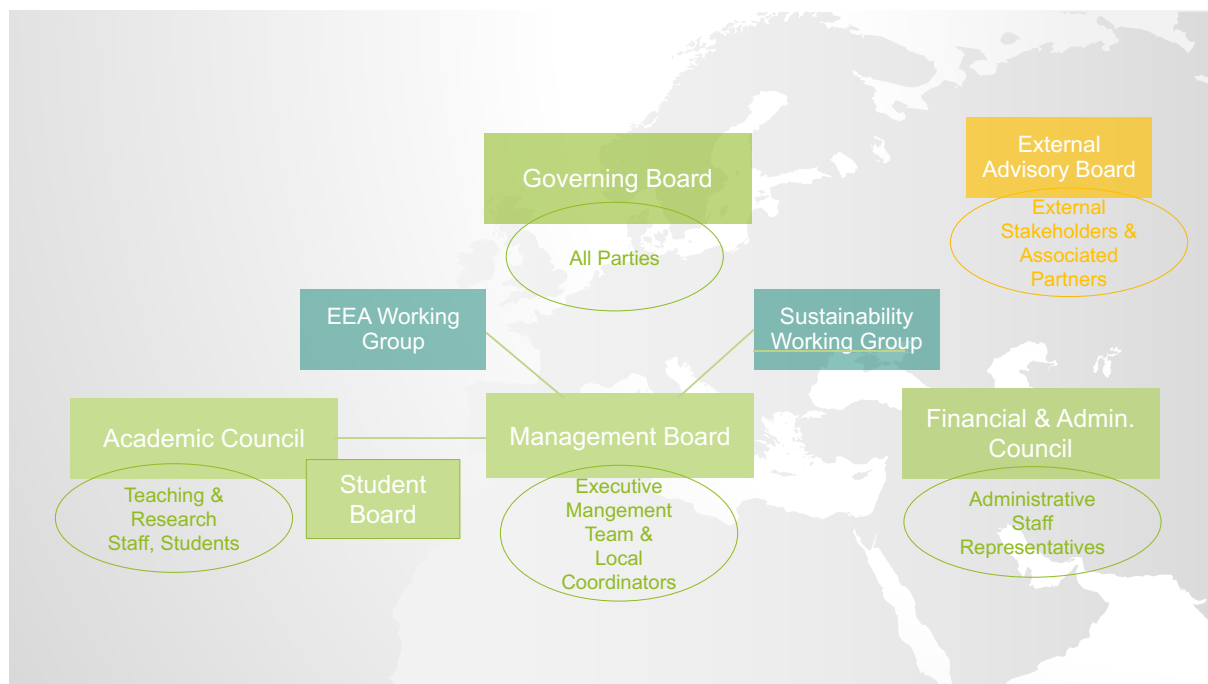 Governing Board
All Parties
External
Advisory Board
External
Stakeholders &
Associated
Partners
EEA Working
Group
Sustainability
Working Group
Academic Council
Teaching &
Research
Staff, Students
Student
Board
Management Board
Executive
Mangement
Team &
Local
Coordinators
Financial & Admin.
Council
Administrative
Staff
Representatives